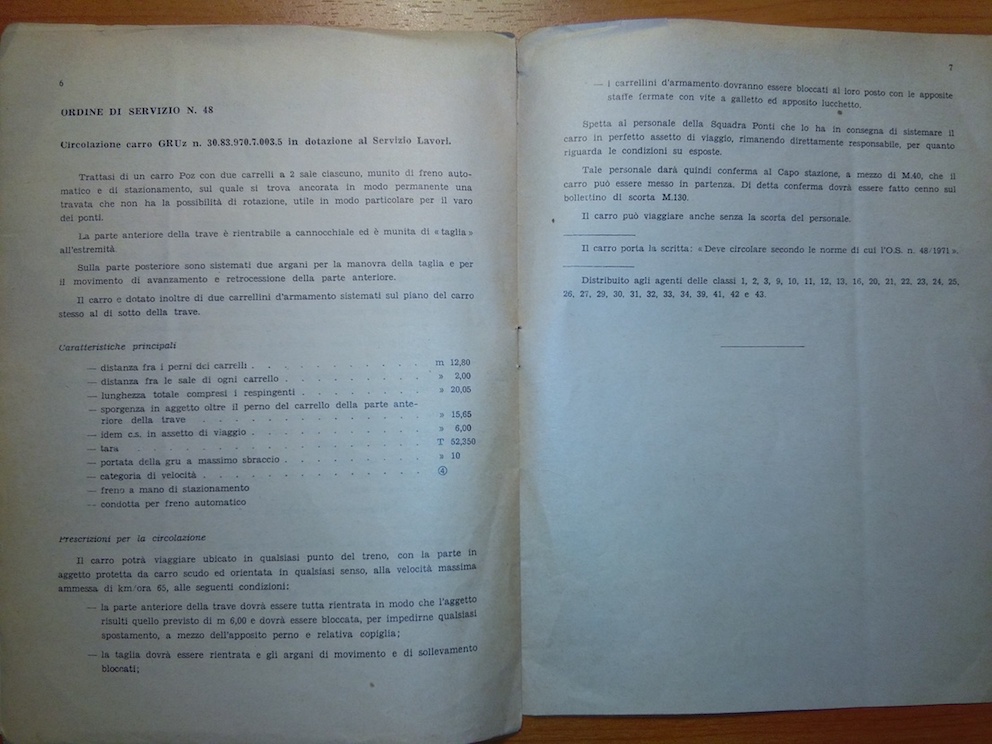 6
ORDINE DI SERVIZIO N. 48
Circolazione carro GRUz n. 30.83.970.7.003.5 in dotazione al Servizio Lavori.
Trattasi di un carro Poz con due carrelli a 2 sale ciascuno, munito di freno auto-
matico e di stazionamento, sul quale si trova ancorata in modo permanente una
travata che non ha la possibilità di rotazione, utile in modo particolare per il varo
dei ponti.
La parte anteriore della trave è rientrabile a cannocchiale ed è munita di «taglia»
all'estremità.
Sulla parte posteriore sono sistemati due argani per la manovra della taglia e per
il movimento di avanzamento e retrocessione della parte anteriore.
Il carro e dotato inoltre di due carrellini d'armamento sistemati sul piano del carro
stesso al di sotto della trave.
Caratteristiche principali
— distanza fra i perni dei carrelli . . . . . . . . . . m 12,80
— distanza fra le sale di ogni carrello . . . . . . . . » 2,00
— lunghezza totale compresi i respingenti . . . . . . . » 20,05
— sporgenza in aggetto oltre il perno del carrello della parte ante-
riore della trave . . . . . . . . . . . » 15,65
— idem c.s. in assetto di viaggio . . . . . . . . . . » 6,00
— tara . . . . . . . . . . . . . T 52,350
— portata della gru a massimo sbraccio . . . . . . . . » 10
— categoria di velocità . . . . . . . . . . . ④
— freno a mano di stazionamento
— condotta per freno automatico
Prescrizioni per la circolazione
Il carro potrà viaggiare ubicato in qualsiasi punto del treno, con la parte in
aggetto protetta da carro scudo ed orientata in qualsiasi senso, alla velocità massima
ammessa di km/ora 65, alle seguenti condizioni:
— la parte anteriore della trave dovrà essere tutta rientrata in modo che l'aggetto
risulti quello previsto di m 6,00 e dovrà essere bloccata, per impedirne qualsiasi
spostamento, a mezzo dell'apposito perno e relativa copiglia;
— la taglia dovrà essere rientrata e gli argani di movimento e di sollevamento
bloccati;
7
— i carrellini d'armamento dovranno essere bloccati al loro posto con le apposite
staffe fermate con vite a galletto ed apposito lucchetto.
Spetta al personale della Squadra Ponti che lo ha in consegna di sistemare il
carro in perfetto assetto di viaggio, rimanendo direttamente responsabile, per quanto
riguarda le condizioni su esposte.
Tale personale darà quindi conferma al Capo stazione, a mezzo di M.40, che il
carro può essere messo in partenza. Di detta conferma dovrà essere fatto cenno sul
bollettino di scorta M.130.
Il carro può viaggiare anche senza la scorta del personale.
Il carro porta la scritta: «Deve circolare secondo le norme di cui l'O.S. n. 48/1971».
Distribuito agli agenti delle classi 1, 2, 3, 9, 10, 11, 12, 13, 16, 20, 21, 22, 23, 24, 25,
26, 27, 29, 30, 31, 32, 33, 34, 39, 41, 42 e 43.